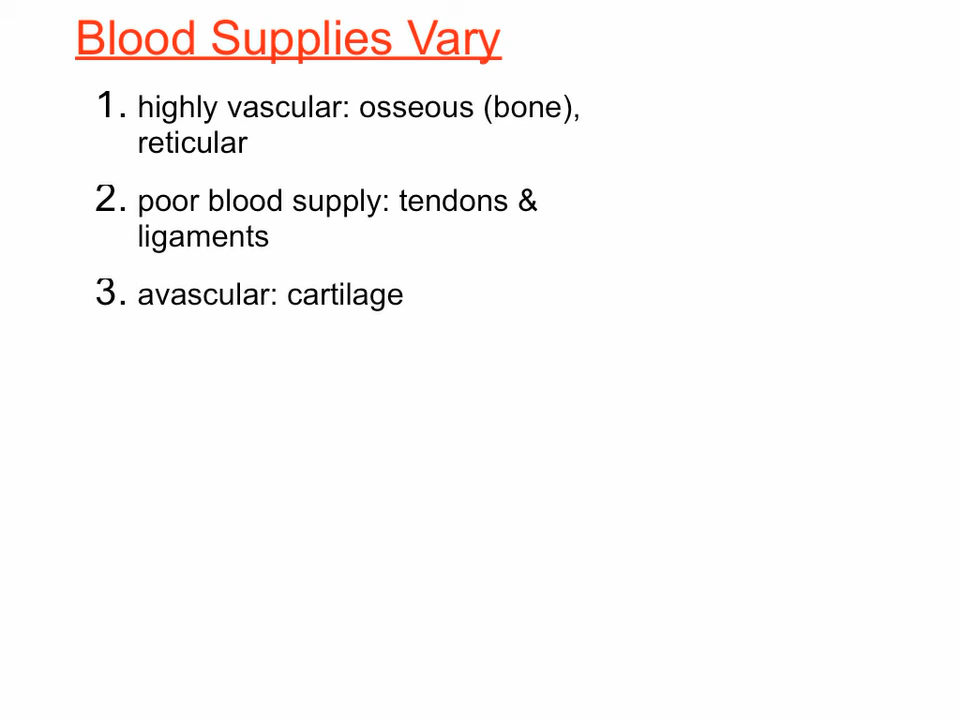 Blood Supplies Vary
1. highly vascular: osseous (bone),
reticular
2. poor blood supply: tendons &
ligaments
3. avascular: cartilage